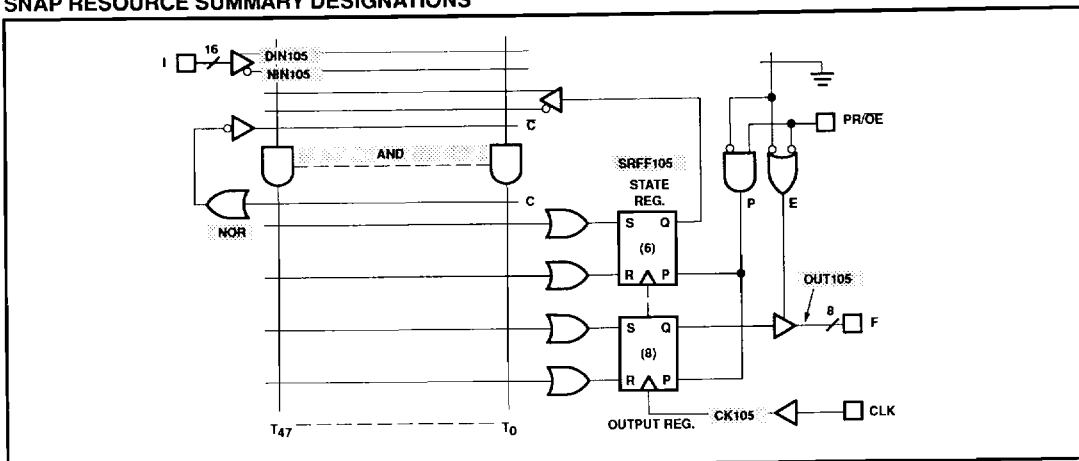 SNAP RESOURCE SUMMARY DESIGNATIONS
I
16
DIN105
NIN105
C̅
PR/O̅E̅
AND
SRFF105
STATE
REG.
P
E
C
NOR
S Q
(6)
R P
OUT105
S Q
8
F
(8)
R P
CK105
CLK
T47
T0
OUTPUT REG.